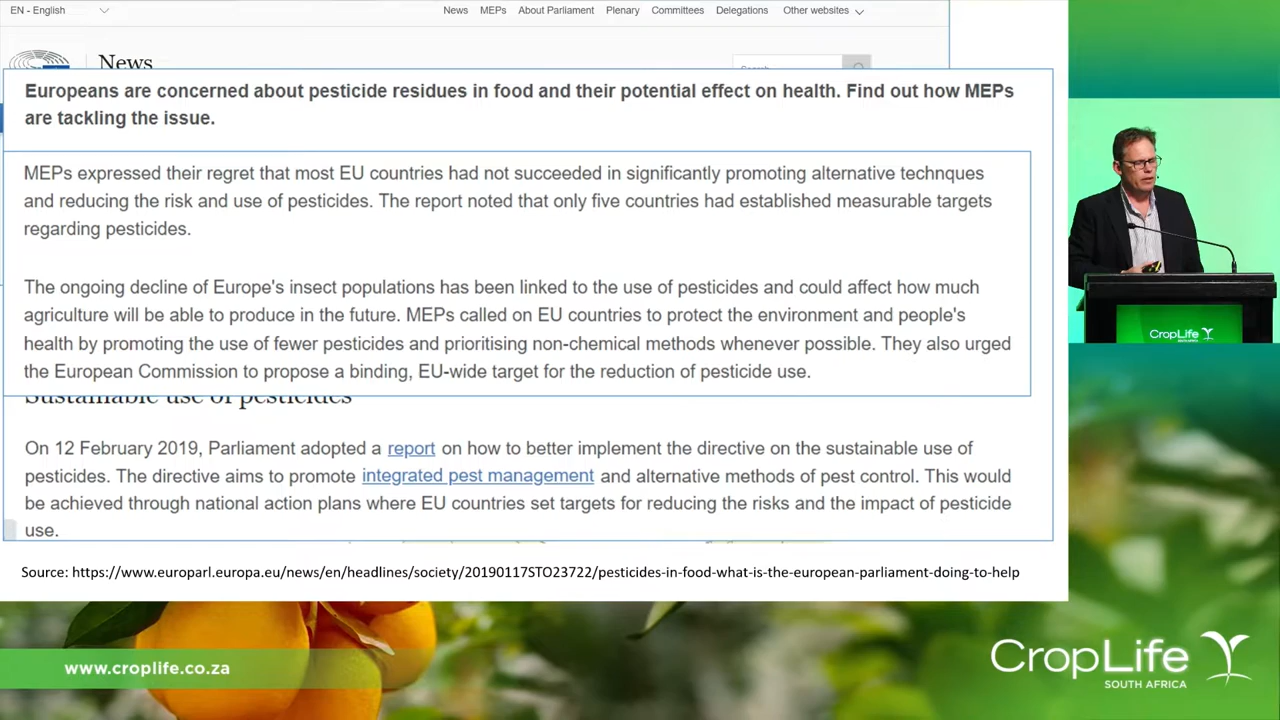 EN - English
News MEPs About Parliament Plenary Committees Delegations Other websites
News
Search
Europeans are concerned about pesticide residues in food and their potential effect on health. Find out how MEPs
are tackling the issue.
MEPs expressed their regret that most EU countries had not succeeded in significantly promoting alternative technques
and reducing the risk and use of pesticides. The report noted that only five countries had established measurable targets
regarding pesticides.
The ongoing decline of Europe's insect populations has been linked to the use of pesticides and could affect how much
agriculture will be able to produce in the future. MEPs called on EU countries to protect the environment and people's
health by promoting the use of fewer pesticides and prioritising non-chemical methods whenever possible. They also urged
the European Commission to propose a binding, EU-wide target for the reduction of pesticide use.
Sustainable use of pesticides
On 12 February 2019, Parliament adopted a report on how to better implement the directive on the sustainable use of
pesticides. The directive aims to promote integrated pest management and alternative methods of pest control. This would
be achieved through national action plans where EU countries set targets for reducing the risks and the impact of pesticide
use.
Source: https://www.europarl.europa.eu/news/en/headlines/society/20190117STO23722/pesticides-in-food-what-is-the-european-parliament-doing-to-help
CropLife
SOUTH AFRICA
www.croplife.co.za
CropLife
SOUTH AFRICA